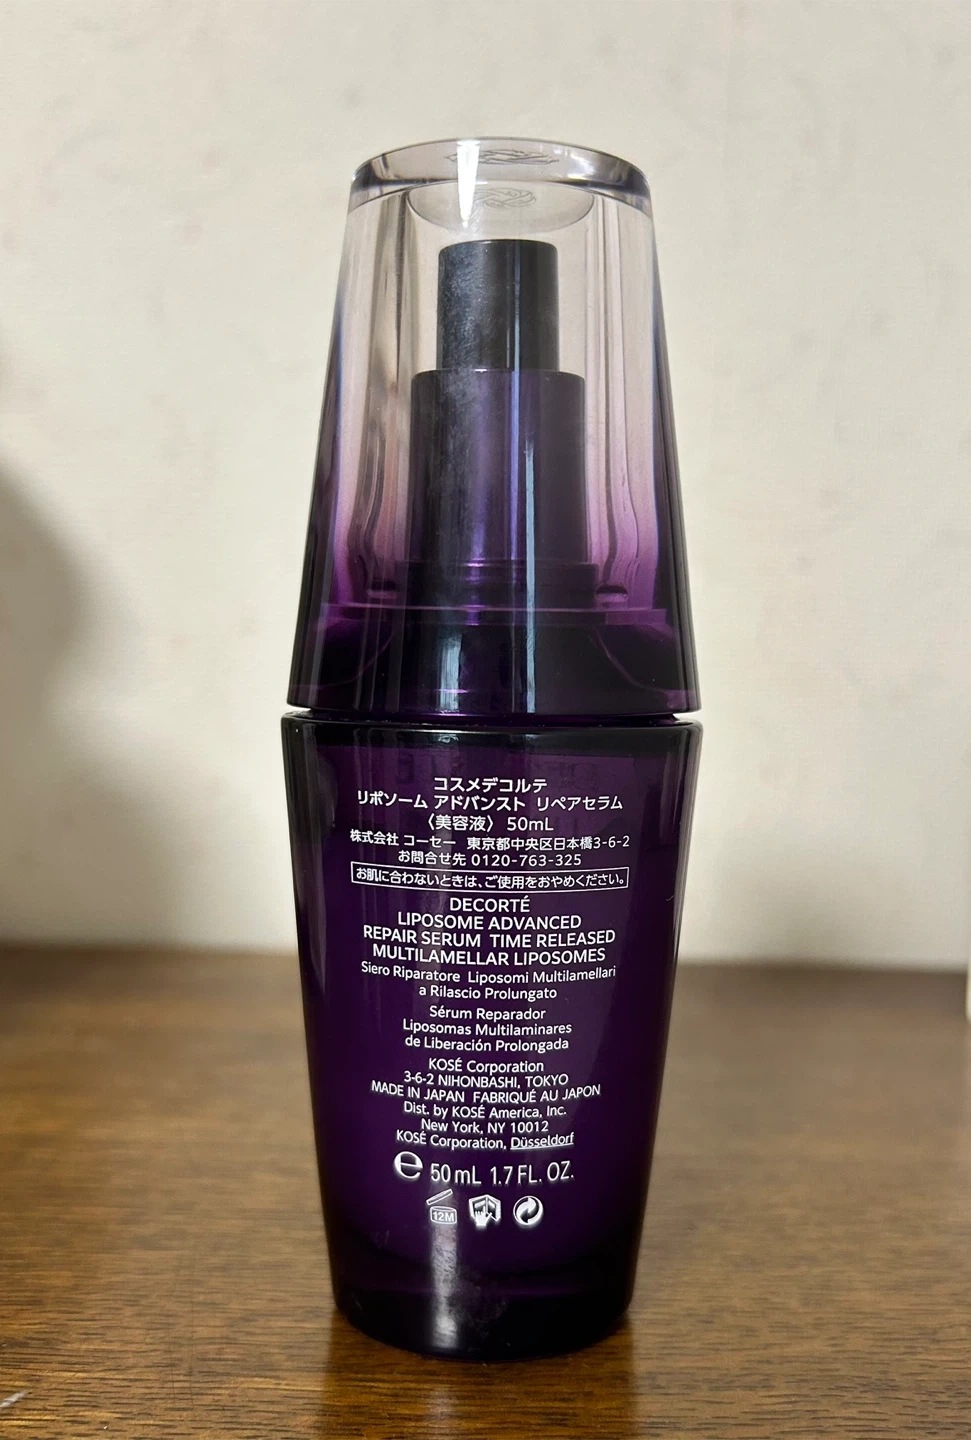 コスメデコルテ
リポソーム アドバンスト リペアセラム
〈美容液〉 50mL
株式会社 コーセー 東京都中央区日本橋3-6-2
お問合せ先 0120-763-325
お肌に合わないときは、ご使用をおやめください。
DECORTÉ
LIPOSOME ADVANCED
REPAIR SERUM TIME RELEASED
MULTILAMELLAR LIPOSOMES
Siero Riparatore Liposomi Multilamellari
a Rilascio Prolungato
Sérum Reparador
Liposomas Multilaminares
de Liberación Prolongada
KOSÉ Corporation
3-6-2 NIHONBASHI, TOKYO
MADE IN JAPAN FABRIQUÉ AU JAPON
Dist. by KOSÉ America, Inc.
New York, NY 10012
KOSÉ Corporation, Düsseldorf
℮ 50 mL 1.7 FL. OZ.
12M